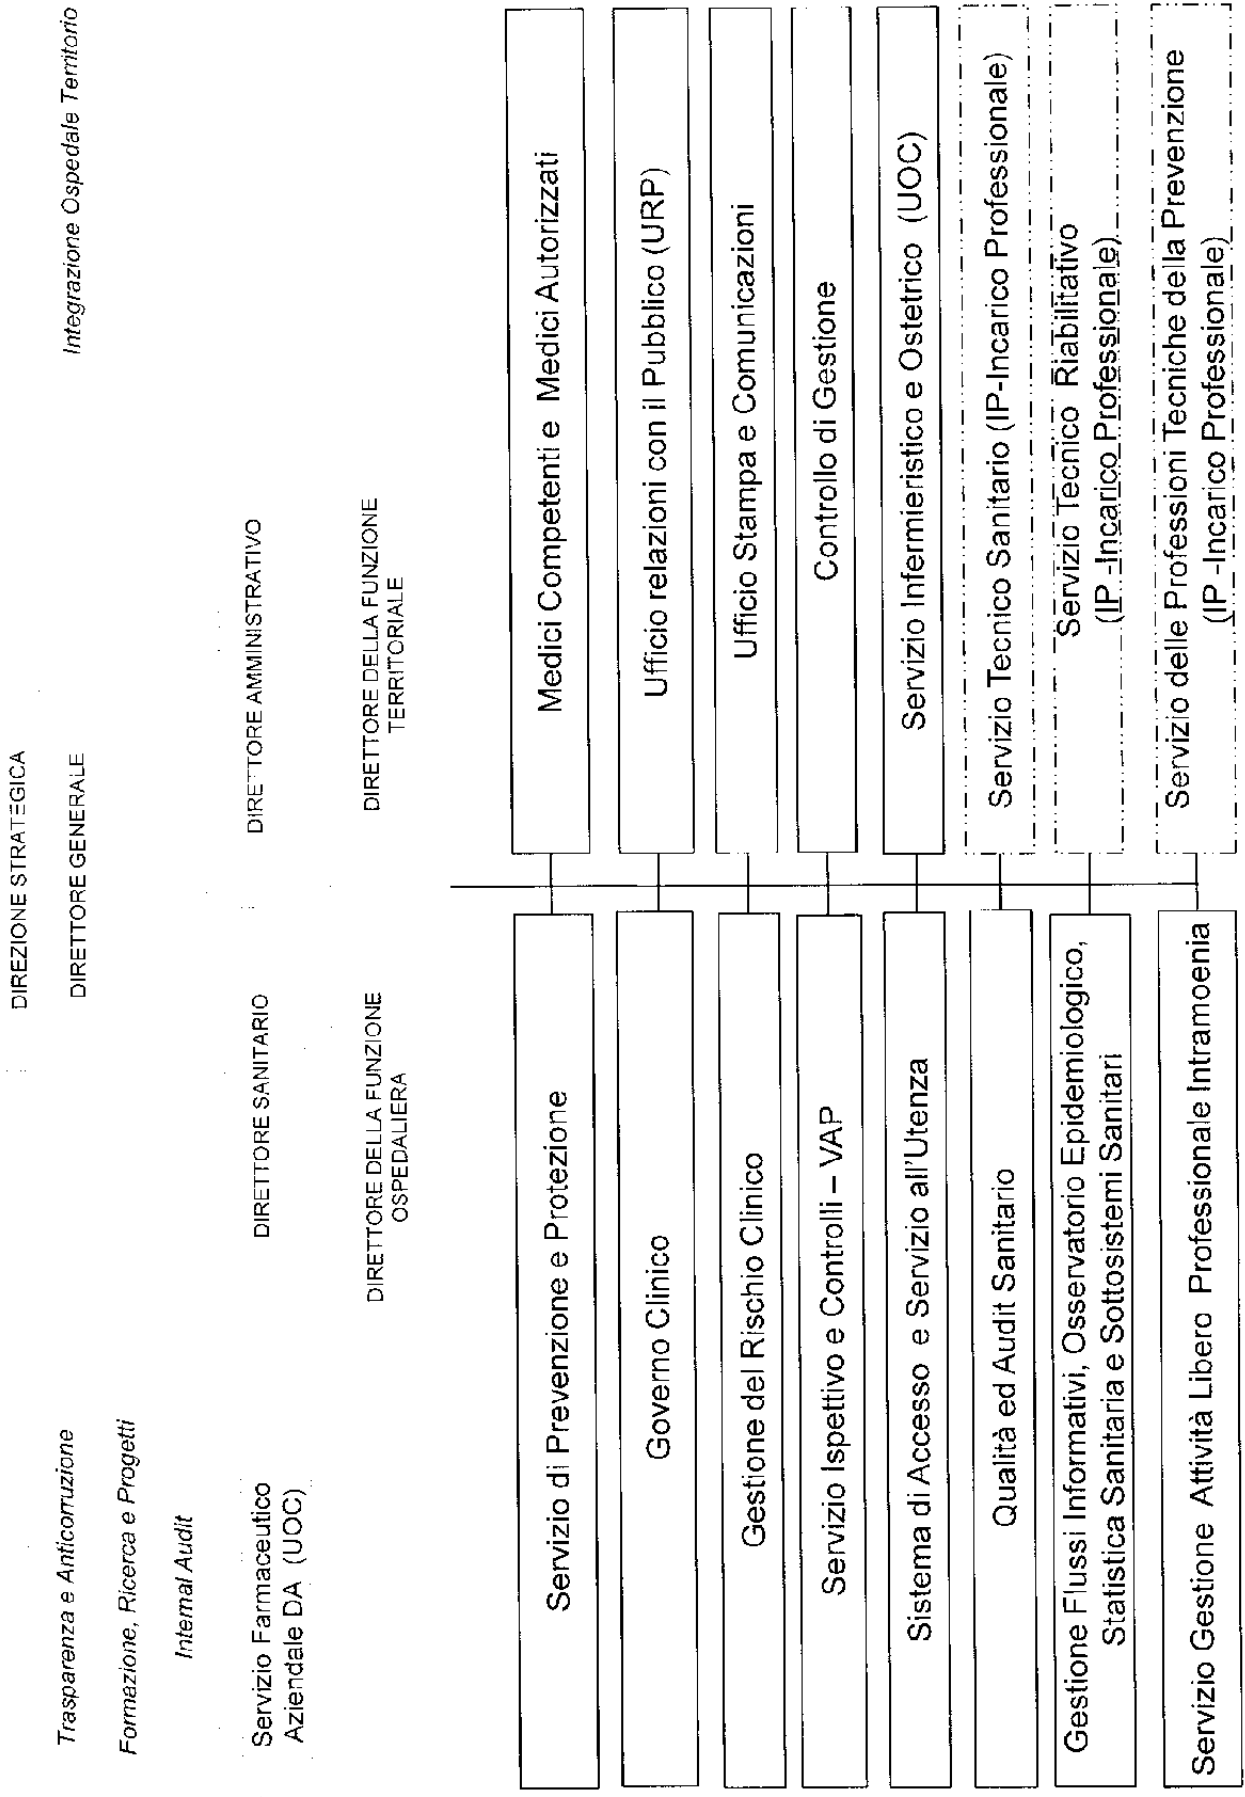 DIREZIONE STRATEGICA
DIRETTORE GENERALE
Trasparenza e Anticorruzione
Integrazione Ospedale Territorio
Formazione, Ricerca e Progetti
Internal Audit
Servizio Farmaceutico
Aziendale DA (UOC)
DIRETTORE SANITARIO
DIRETTORE AMMINISTRATIVO
DIRETTORE DELLA FUNZIONE
OSPEDALIERA
DIRETTORE DELLA FUNZIONE
TERRITORIALE
Servizio di Prevenzione e Protezione
Medici Competenti e Medici Autorizzati
Governo Clinico
Ufficio relazioni con il Pubblico (URP)
Gestione del Rischio Clinico
Ufficio Stampa e Comunicazioni
Servizio Ispettivo e Controlli – VAP
Controllo di Gestione
Sistema di Accesso e Servizio all'Utenza
Servizio Infermieristico e Ostetrico (UOC)
Qualità ed Audit Sanitario
Servizio Tecnico Sanitario (IP-Incarico Professionale)
Gestione Flussi Informativi, Osservatorio Epidemiologico,
Statistica Sanitaria e Sottosistemi Sanitari
Servizio Tecnico Riabilitativo
(IP -Incarico Professionale)
Servizio Gestione Attività Libero Professionale Intramoenia
Servizio delle Professioni Tecniche della Prevenzione
(IP -Incarico Professionale)